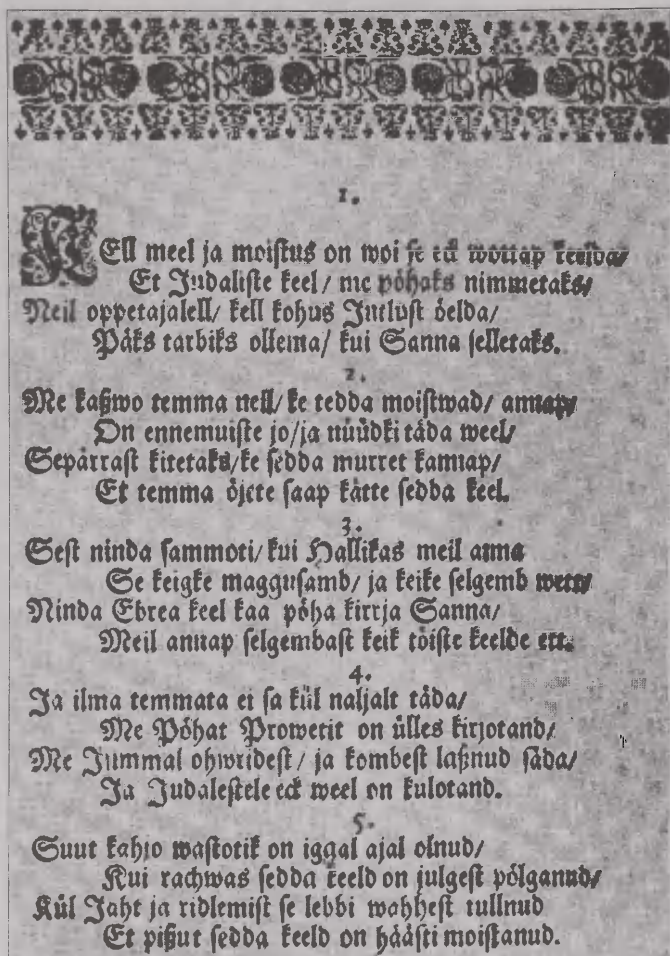 1.
KEll meel ja moistus on woi se eck wottap keelda/
Et Judaliste keel/ me pöhaks nimmetaks/
Neil oppetajalell/ kell kohus Jutlust öelda/
Päks tarbiks ollema/ kui Sanna selletaks.
2.
Me kaßwo temma nell/ ke tedda moistwad/ annap/
On ennemuiste jo/ ja nüüdki täda weel/
Sepärrast kitetaks/ ke sedda murret kannap/
Et temma öjete saap kätte sedda keel.
3.
Sest ninda sammoti/ kui Hallikas meil anna
Se keigke maggusamb/ ja keike selgemb wett/
Ninda Ebrea keel kaa pöha kirrja Sanna/
Meil annap selgembast keik töiste keelde ett.
4.
Ja ilma temmata ei sa kül naljalt täda/
Me Pöhat Prowetit on ülles kirjotand/
Me Jummal ohwridest/ ja kombest laßnud säda/
Ja Judalestele eck weel on kulotand.
5.
Suut kahjo wastotik on iggal ajal olnud/
Kui rachwas sedda keeld on julgest pölganud/
Kül Jaht ja ridlemist se lebbi wahhest tullnud
Et pißut sedda keeld on häästi moistanud.